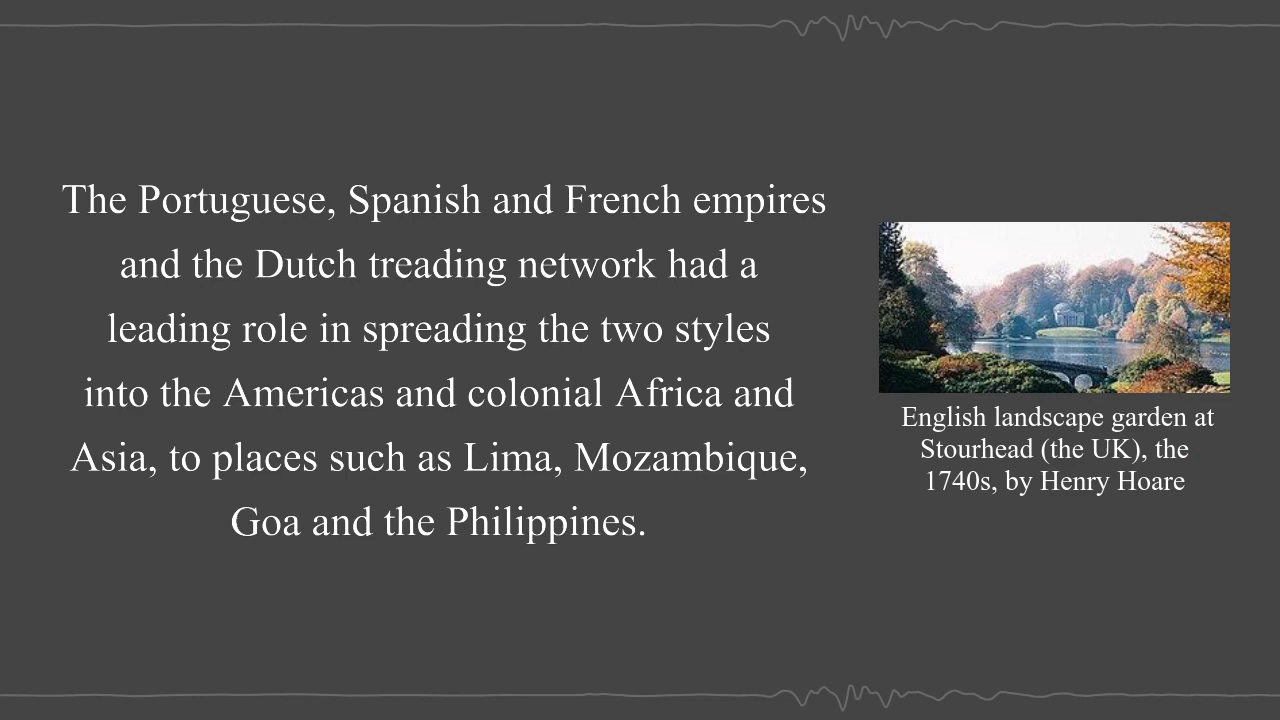 The Portuguese, Spanish and French empires
and the Dutch treading network had a
leading role in spreading the two styles
into the Americas and colonial Africa and
Asia, to places such as Lima, Mozambique,
Goa and the Philippines.
English landscape garden at
Stourhead (the UK), the
1740s, by Henry Hoare